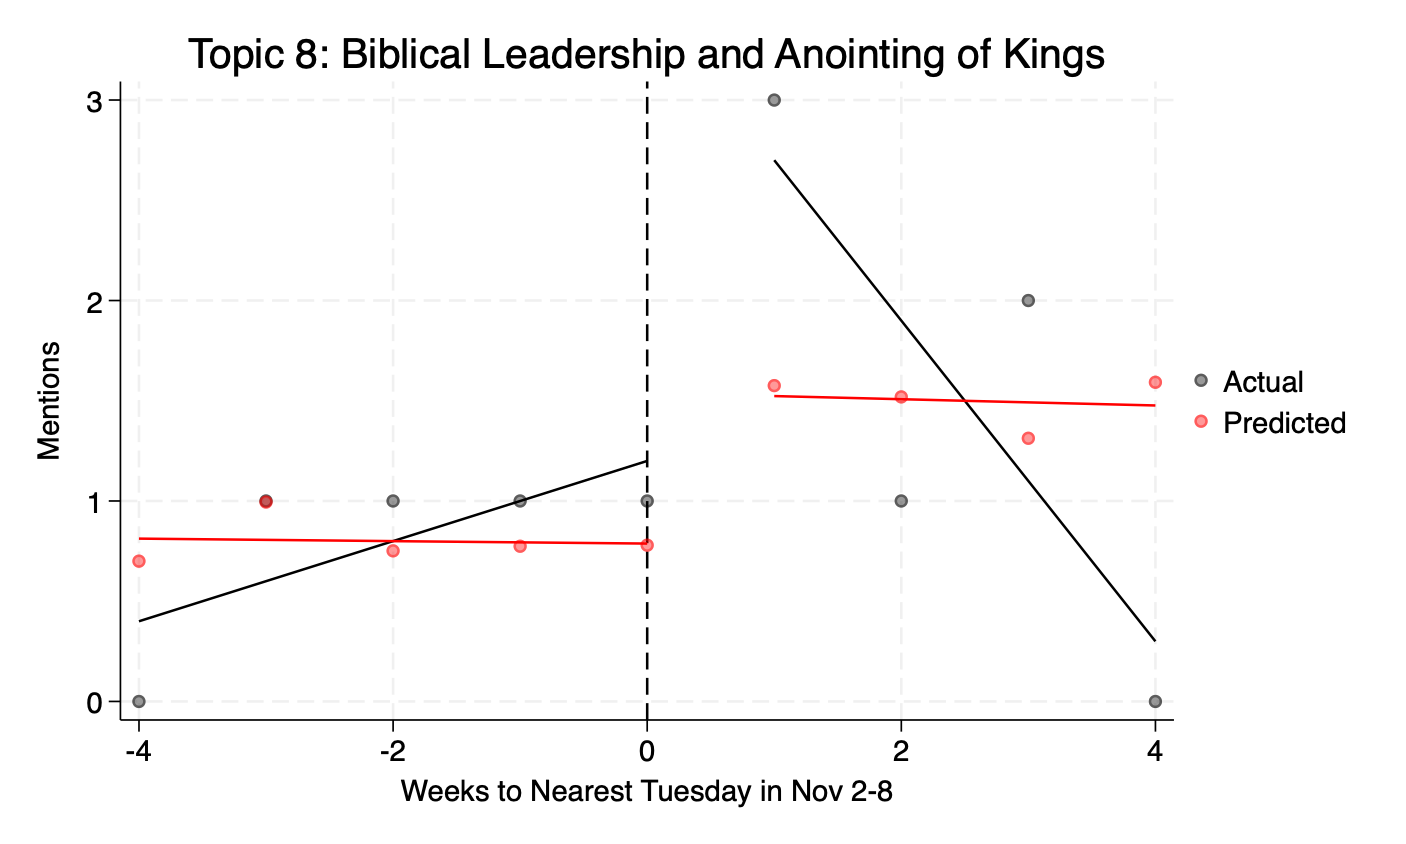 Topic 8: Biblical Leadership and Anointing of Kings
3
2
1
0
Mentions
-4
-2
0
2
4
Weeks to Nearest Tuesday in Nov 2-8
Actual
Predicted